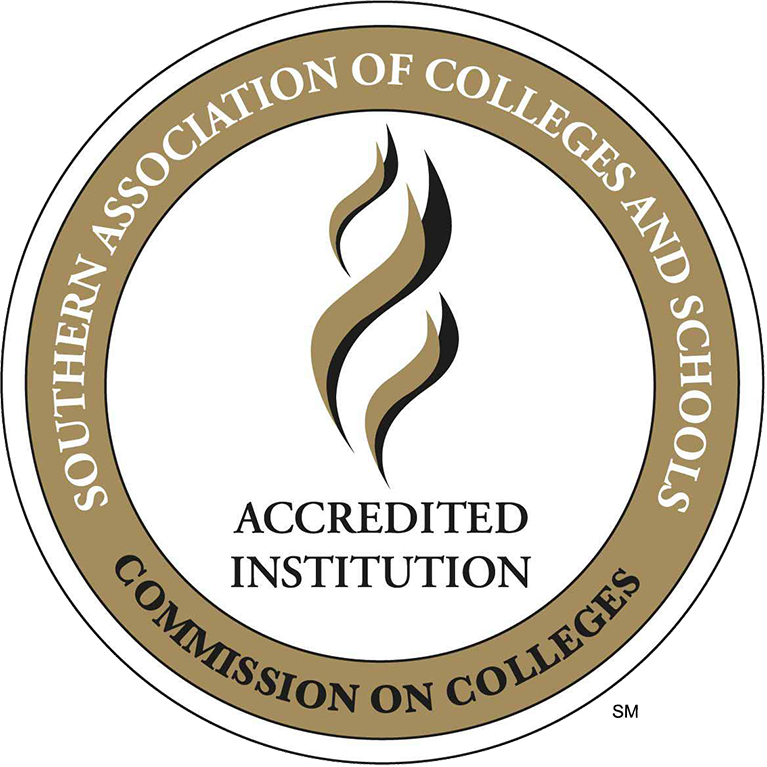 SOUTHERN ASSOCIATION OF COLLEGES AND SCHOOLS
ACCREDITED
INSTITUTION
COMMISSION ON COLLEGES
SM